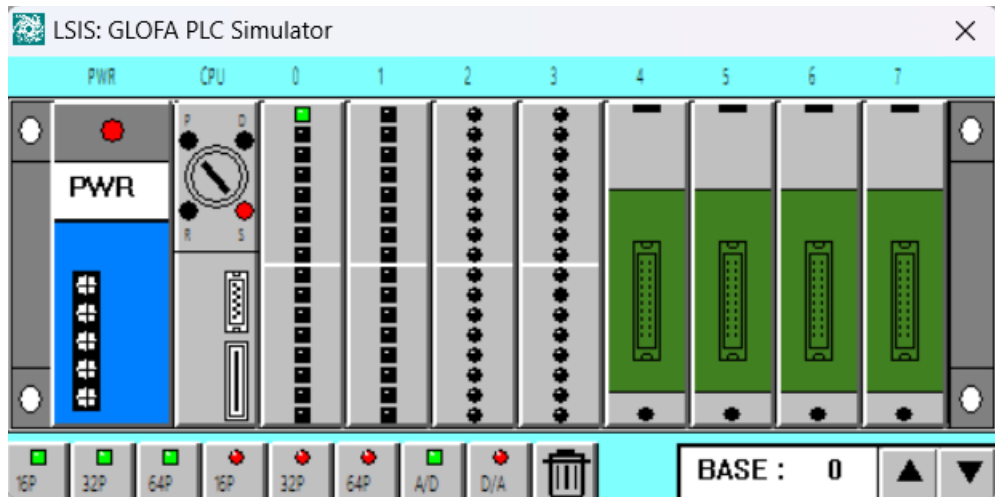 LSIS: GLOFA PLC Simulator
PWR CPU 0 1 2 3 4 5 6 7
P D
PWR
R S
16P 32P 64P 16P 32P 64P A/D D/A BASE : 0